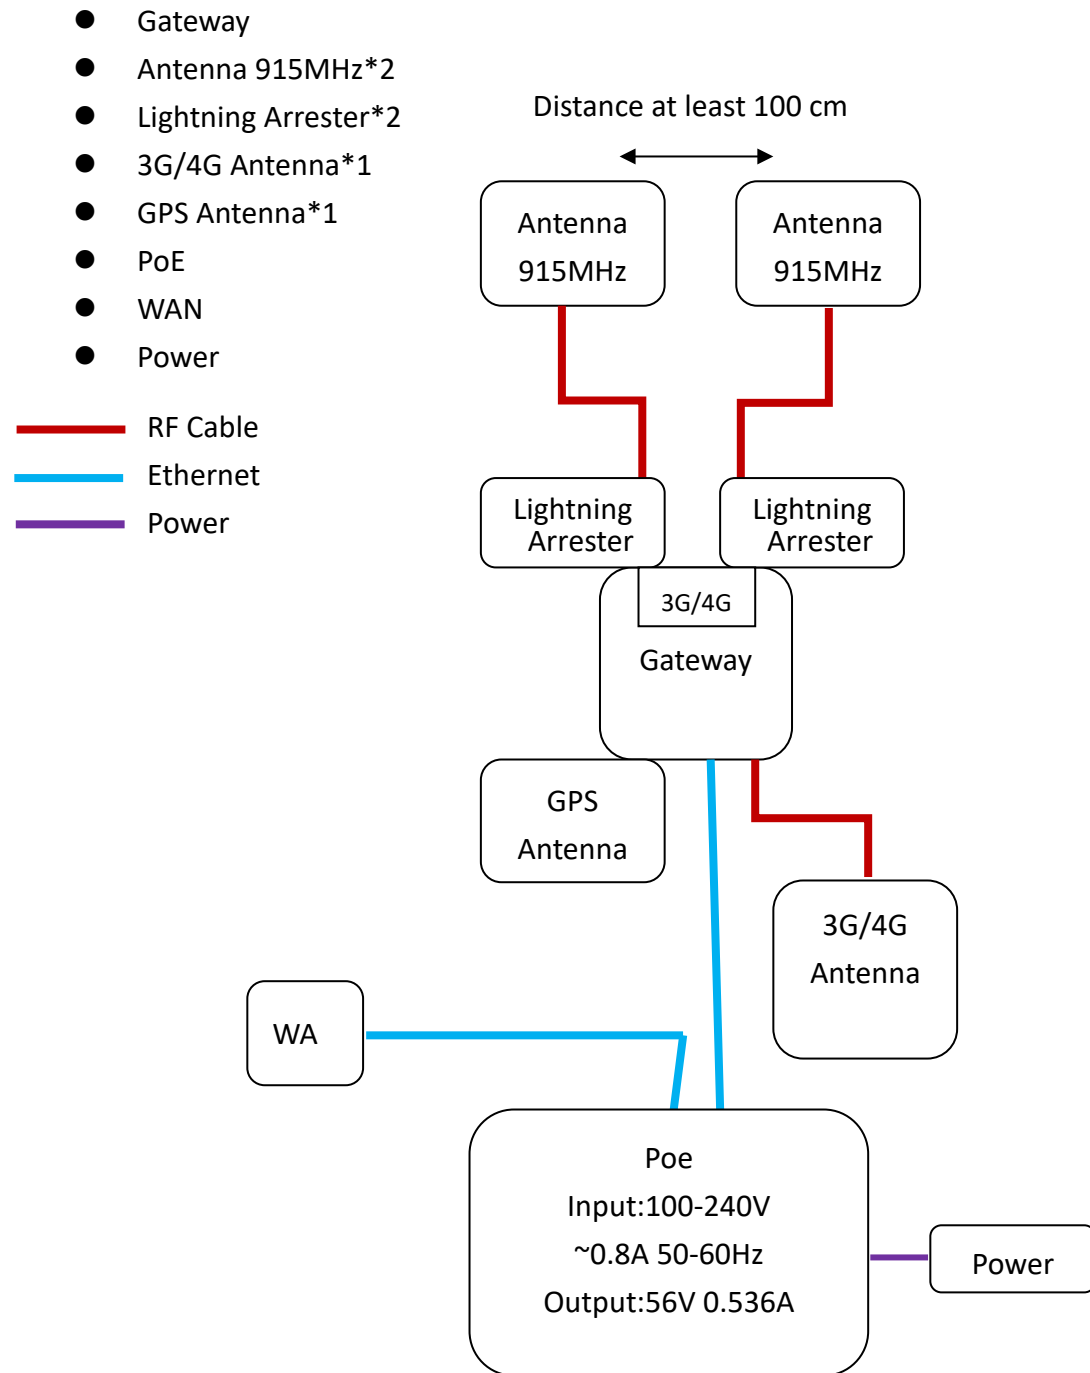 Gateway
Antenna 915MHz*2
Lightning Arrester*2
3G/4G Antenna*1
GPS Antenna*1
PoE
WAN
Power
RF Cable
Ethernet
Power
Distance at least 100 cm
Antenna
915MHz
Antenna
915MHz
Lightning
Arrester
Lightning
Arrester
3G/4G
Gateway
GPS
Antenna
3G/4G
Antenna
WA
Poe
Input:100-240V
~0.8A 50-60Hz
Output:56V 0.536A
Power